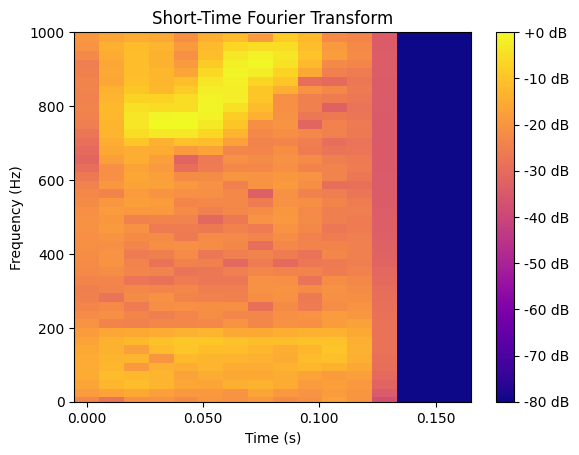 Short-Time Fourier Transform
1000
800
600
400
200
0
Frequency (Hz)
0.000
0.050
0.100
0.150
Time (s)
+0 dB
-10 dB
-20 dB
-30 dB
-40 dB
-50 dB
-60 dB
-70 dB
-80 dB